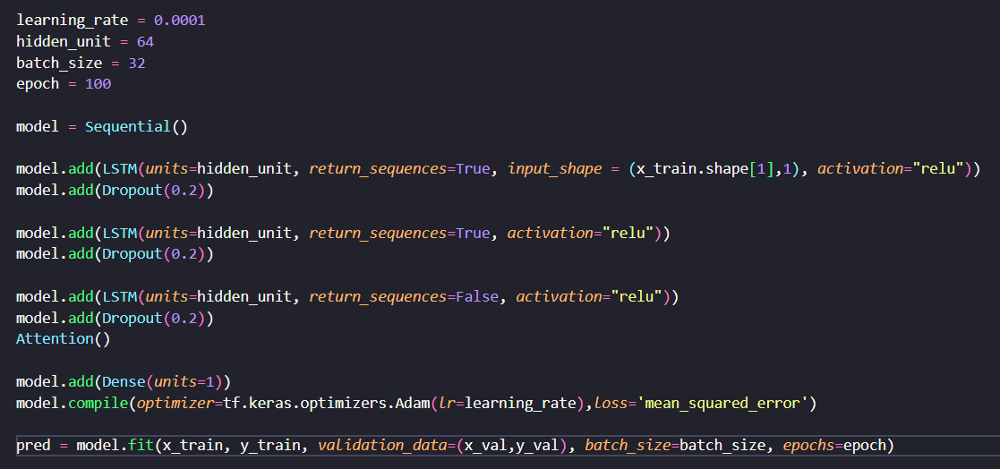 learning_rate = 0.0001
hidden_unit = 64
batch_size = 32
epoch = 100
model = Sequential()
model.add(LSTM(units=hidden_unit, return_sequences=True, input_shape = (x_train.shape[1],1), activation="relu"))
model.add(Dropout(0.2))
model.add(LSTM(units=hidden_unit, return_sequences=True, activation="relu"))
model.add(Dropout(0.2))
model.add(LSTM(units=hidden_unit, return_sequences=False, activation="relu"))
model.add(Dropout(0.2))
Attention()
model.add(Dense(units=1))
model.compile(optimizer=tf.keras.optimizers.Adam(lr=learning_rate),loss='mean_squared_error')
pred = model.fit(x_train, y_train, validation_data=(x_val,y_val), batch_size=batch_size, epochs=epoch)